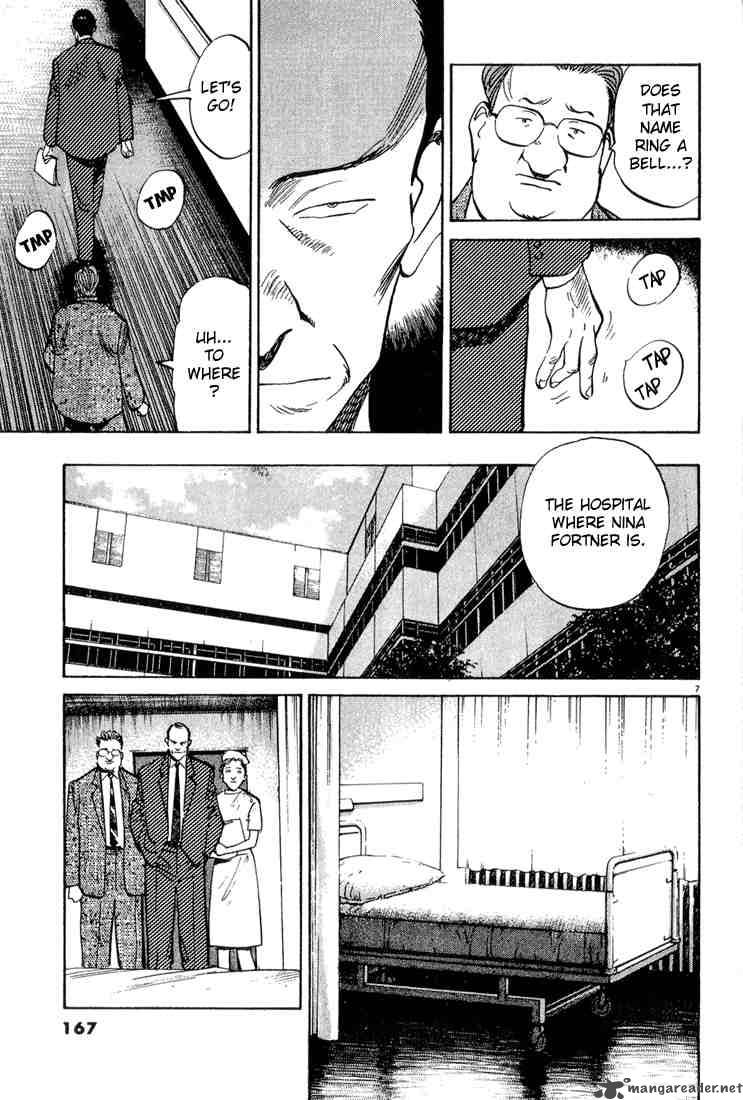 DOES
THAT
NAME
RING A
BELL...?
TAP
TAP
TAP
LET'S
GO!
TMP
TMP
UH...
TO
WHERE
?
THE HOSPITAL
WHERE NINA
FORTNER IS.
7
167
mangareader.net